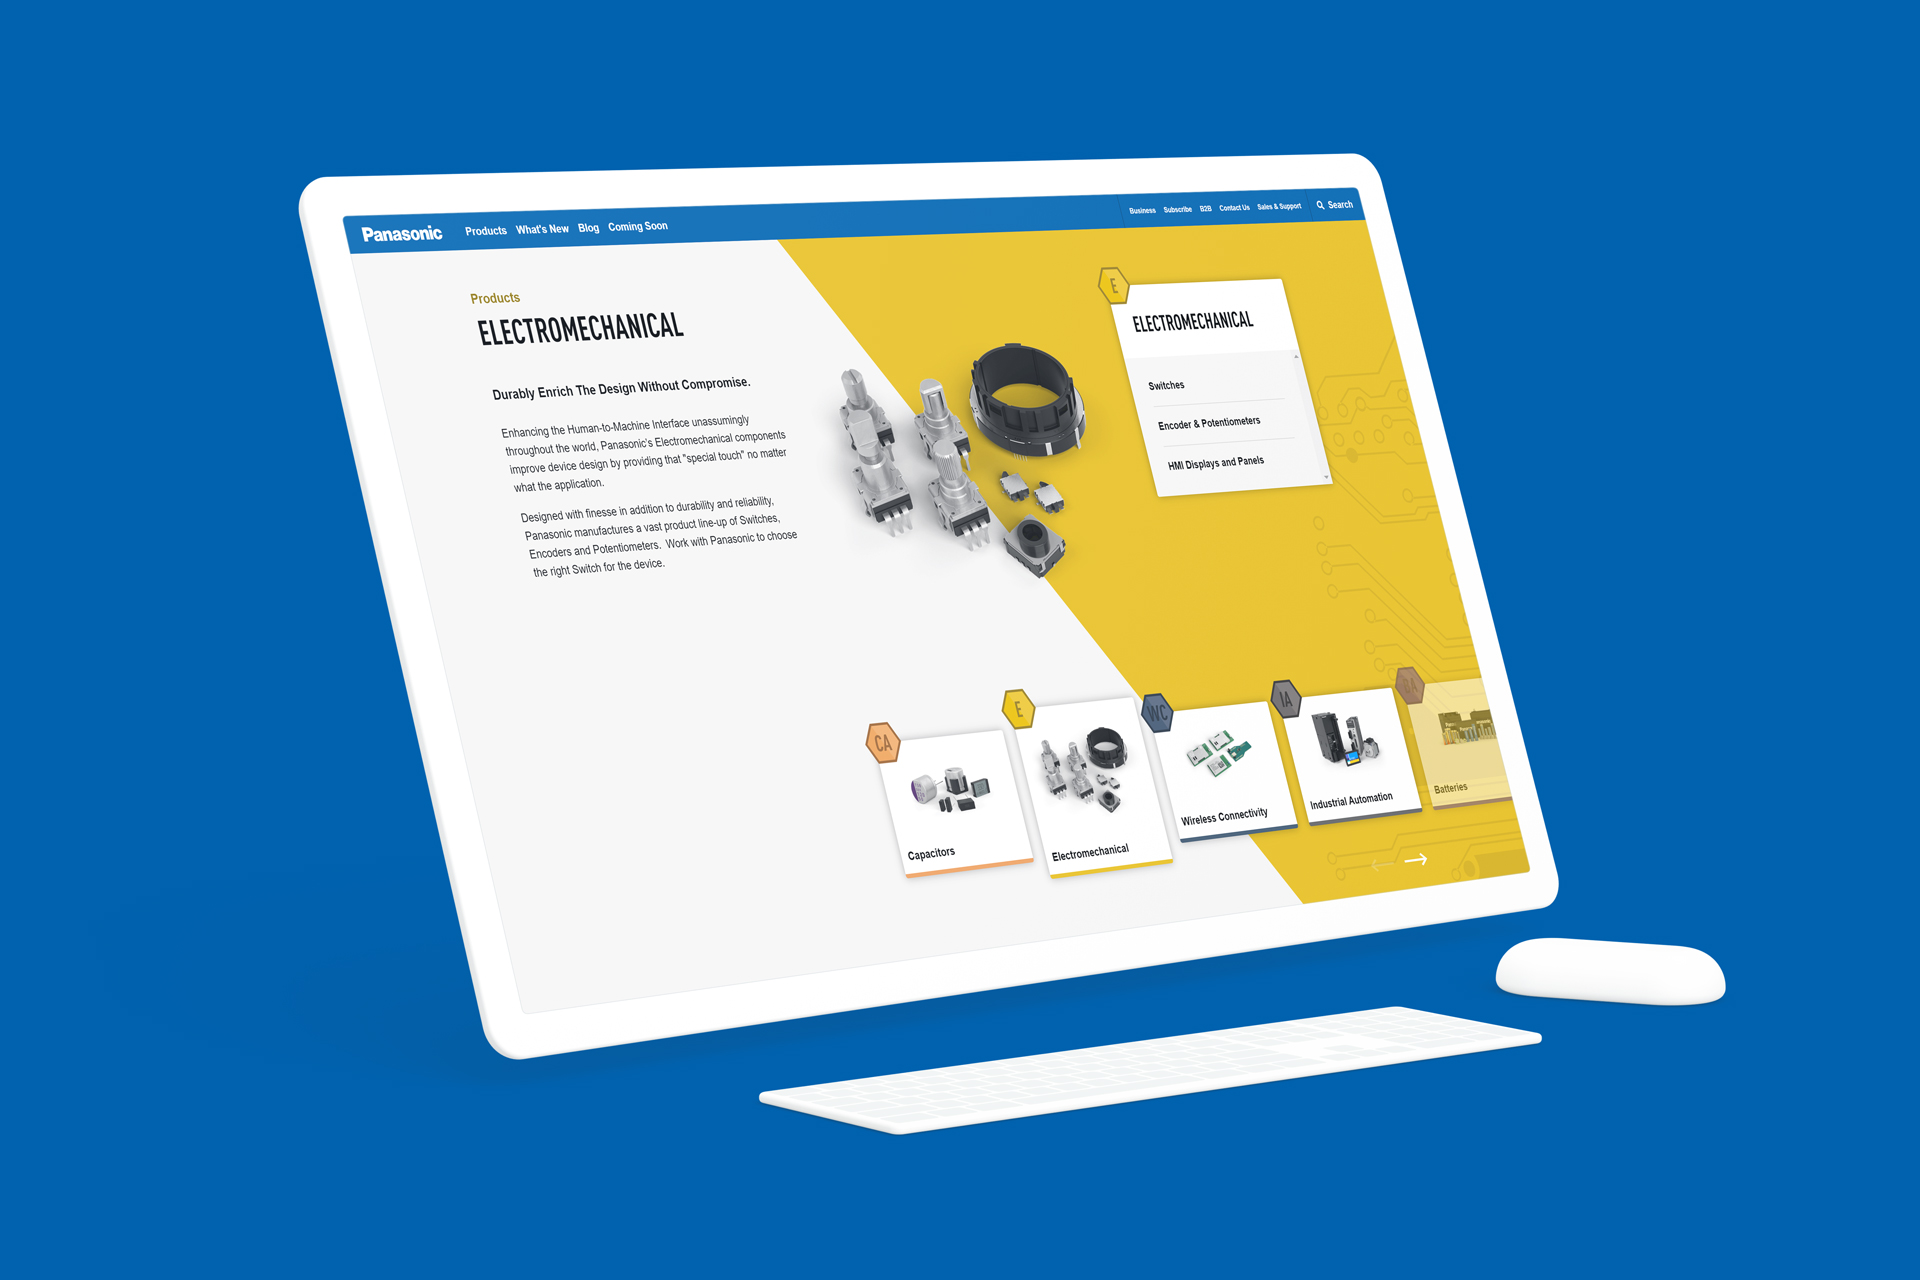 Panasonic
Products What's New Blog Coming Soon
Business Subscribe B2B Contact Us Sales & Support Search
Products
ELECTROMECHANICAL
Durably Enrich The Design Without Compromise.
Enhancing the Human-to-Machine Interface unassumingly
throughout the world, Panasonic's Electromechanical components
improve device design by providing that "special touch" no matter
what the application.
Designed with finesse in addition to durability and reliability,
Panasonic manufactures a vast product line-up of Switches,
Encoders and Potentiometers. Work with Panasonic to choose
the right Switch for the device.
E
ELECTROMECHANICAL
Switches
Encoder & Potentiometers
HMI Displays and Panels
CA
Capacitors
E
Electromechanical
WC
Wireless Connectivity
IA
Industrial Automation
BA
Batteries